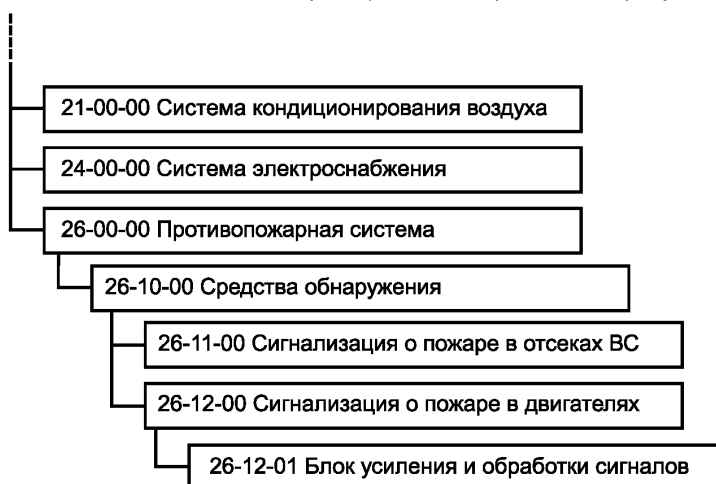 21-00-00 Система кондиционирования воздуха
24-00-00 Система электроснабжения
26-00-00 Противопожарная система
26-10-00 Средства обнаружения
26-11-00 Сигнализация о пожаре в отсеках ВС
26-12-00 Сигнализация о пожаре в двигателях
26-12-01 Блок усиления и обработки сигналов